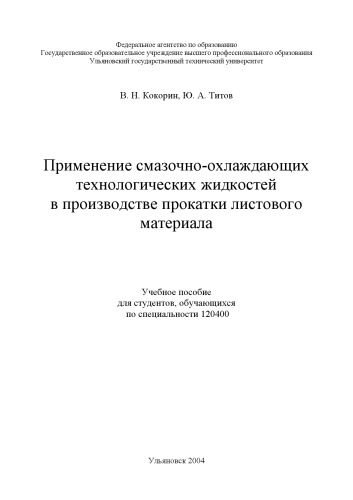 Федеральное агентство по образованию
Государственное образовательное учреждение высшего профессионального образования
Ульяновский государственный технический университет
В. Н. Кокорин, Ю. А. Титов
Применение смазочно-охлаждающих
технологических жидкостей
в производстве прокатки листового
материала
Учебное пособие
для студентов, обучающихся
по специальности 120400
Ульяновск 2004